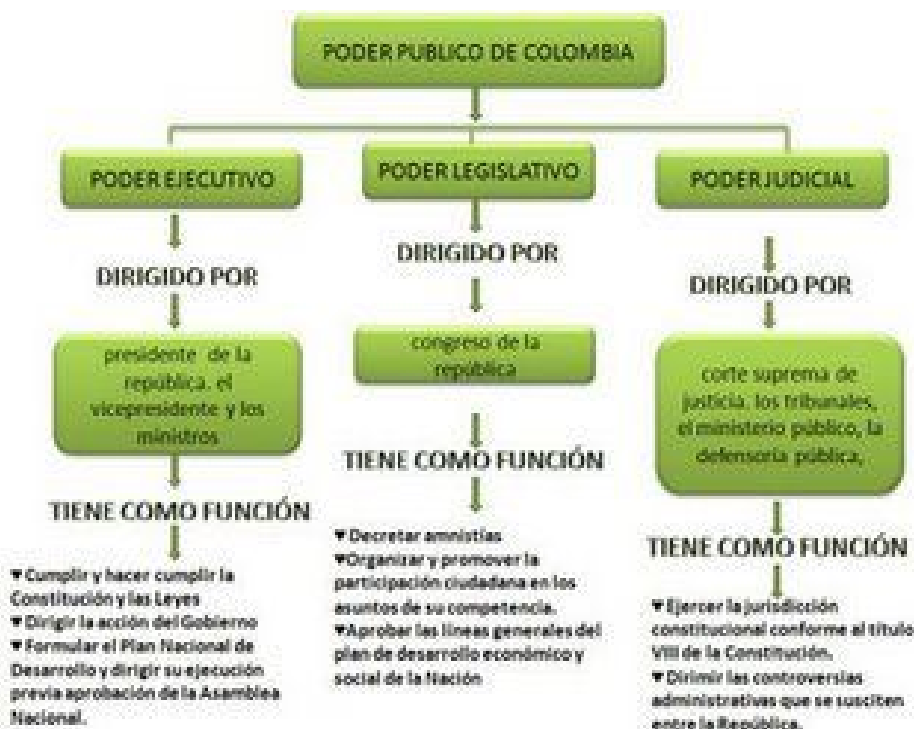 PODER PUBLICO DE COLOMBIA
PODER EJECUTIVO
DIRIGIDO POR
presidente de la
república. el
vicepresidente y los
ministros
TIENE COMO FUNCIÓN
▼Cumplir y hacer cumplir la
Constitución y las Leyes
▼Dirigir la acción del Gobierno
▼Formular el Plan Nacional de
Desarrollo y dirigir su ejecución
previa aprobación de la Asamblea
Nacional.
PODER LEGISLATIVO
DIRIGIDO POR
congreso de la
república
TIENE COMO FUNCIÓN
▼Decretar amnistías
▼Organizar y promover la
participación ciudadana en los
asuntos de su competencia.
▼Aprobar las líneas generales del
plan de desarrollo económico y
social de la Nación
PODER JUDICIAL
DIRIGIDO POR
corte suprema de
justicia. los tribunales,
el ministerio público, la
defensoría pública,
TIENE COMO FUNCIÓN
▼Ejercer la jurisdicción
constitucional conforme al título
VIII de la Constitución.
▼Dirimir las controversias
administrativas que se susciten
entre la República.